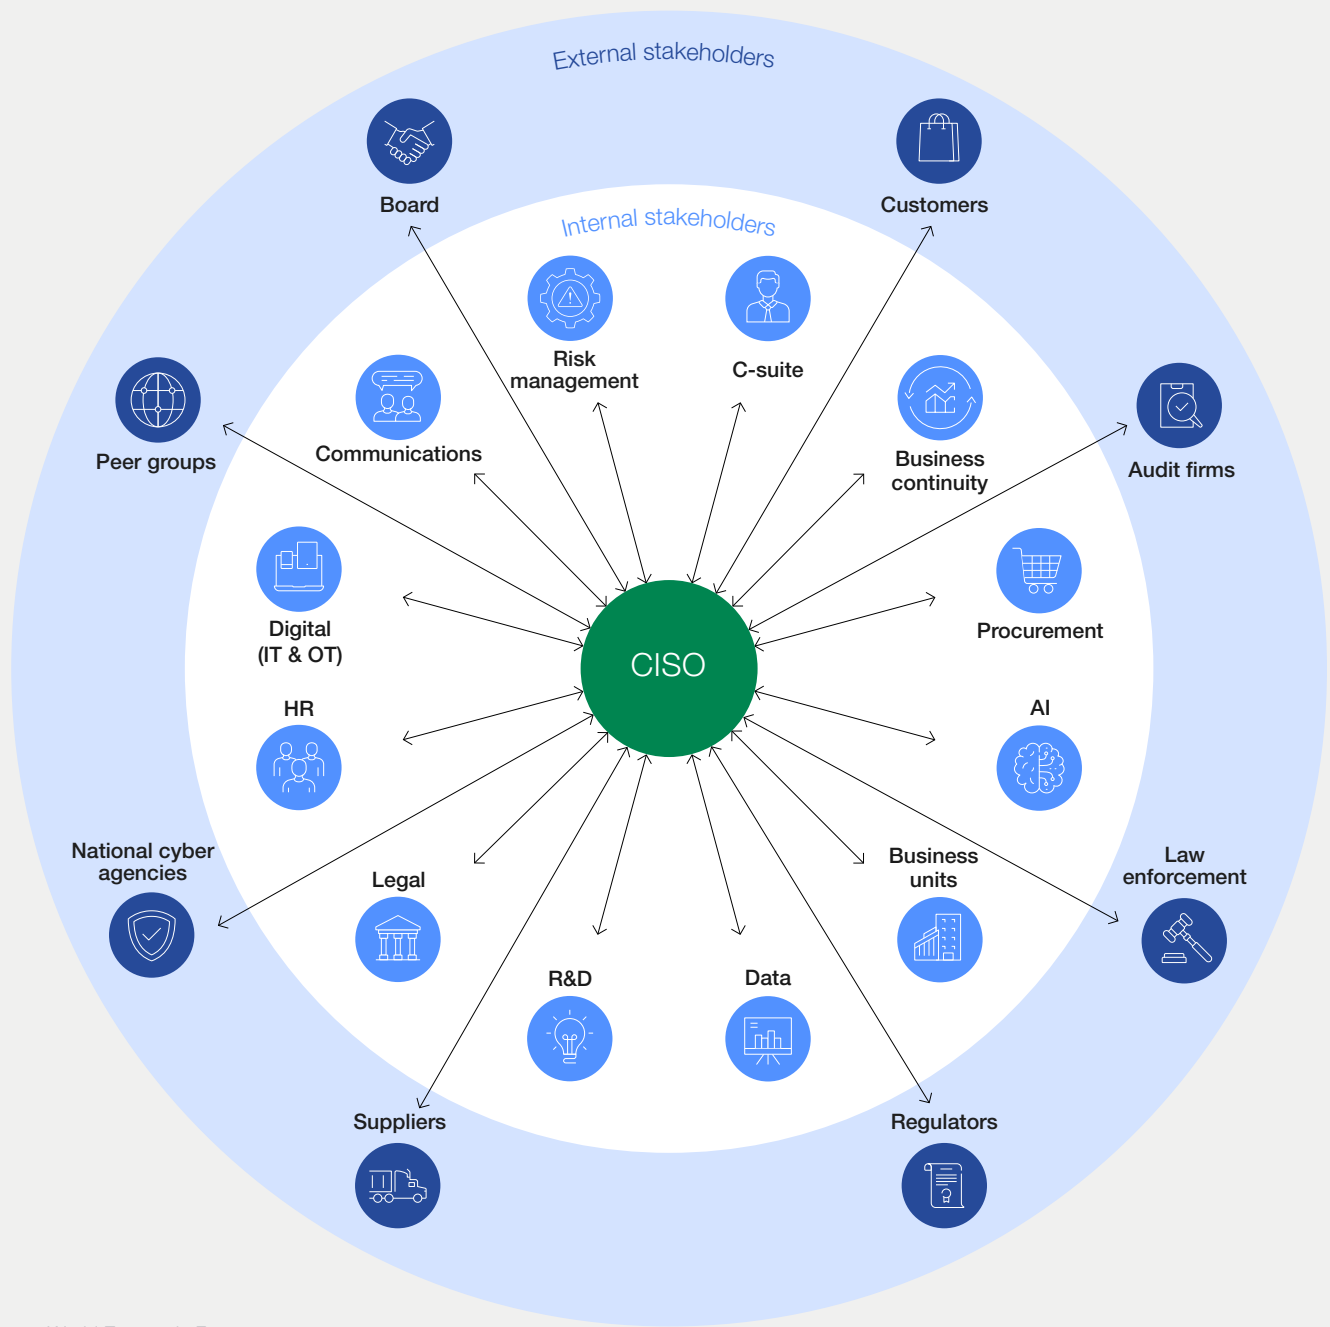 External stakeholders
Board
Customers
Internal stakeholders
Risk
management
C-suite
Communications
Business
continuity
Peer groups
Audit firms
Digital
(IT & OT)
Procurement
CISO
HR
AI
National cyber
agencies
Legal
Business
units
Law
enforcement
R&D
Data
Suppliers
Regulators